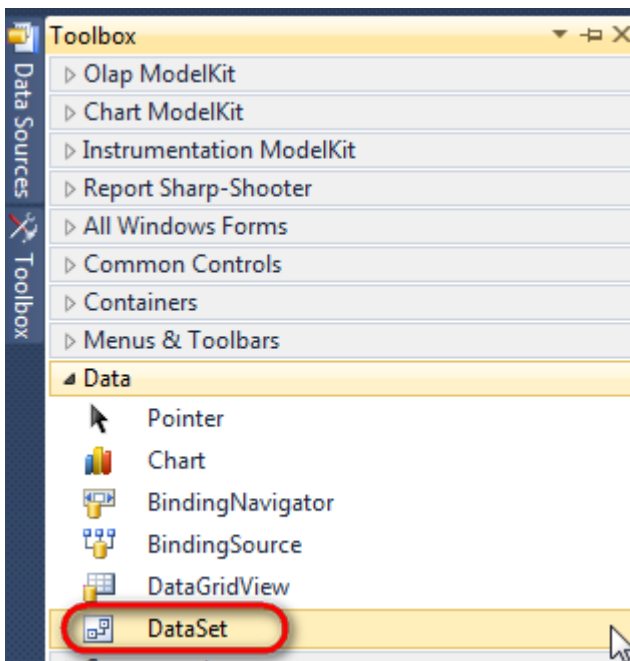 Toolbox
Data Sources
Toolbox
Olap ModelKit
Chart ModelKit
Instrumentation ModelKit
Report Sharp-Shooter
All Windows Forms
Common Controls
Containers
Menus & Toolbars
Data
Pointer
Chart
BindingNavigator
BindingSource
DataGridView
DataSet